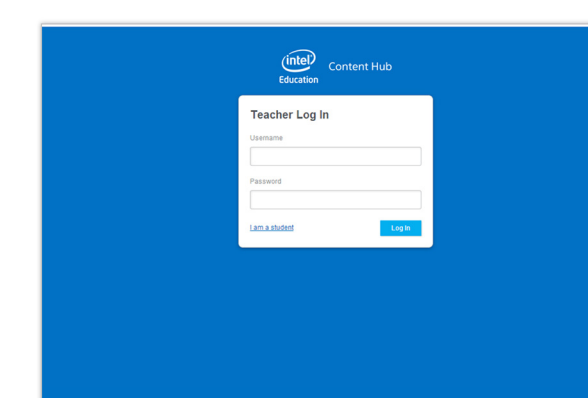 intel
Education
Content Hub
Teacher Log In
Username
Password
I am a student
Log In